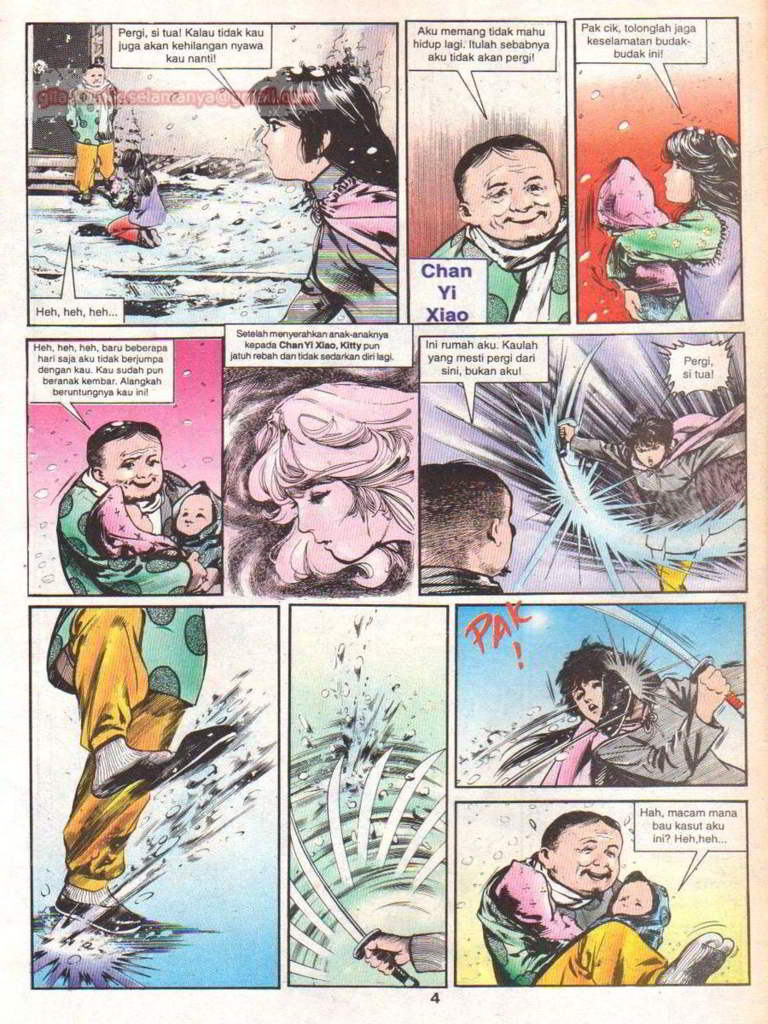 Pergi, si tua! Kalau tidak kau
juga akan kehilangan nyawa
kau nanti!
gila selamanya@gmail.com
Heh, heh, heh...
Aku memang tidak mahu
hidup lagi. Itulah sebabnya
aku tidak akan pergi!
Chan
Yi
Xiao
Pak cik, tolonglah jaga
keselamatan budak-
budak ini!
Heh, heh, heh, baru beberapa
hari saja aku tidak berjumpa
dengan kau. Kau sudah pun
beranak kembar. Alangkah
beruntungnya kau ini!
Setelah menyerahkan anak-anaknya
kepada Chan Yi Xiao, Kitty pun
jatuh rebah dan tidak sedarkan diri lagi.
Ini rumah aku. Kaulah
yang mesti pergi dari
sini, bukan aku!
Pergi,
si tua!
PAK
!
Hah, macam mana
bau kasut aku
ini? Heh,heh...
4